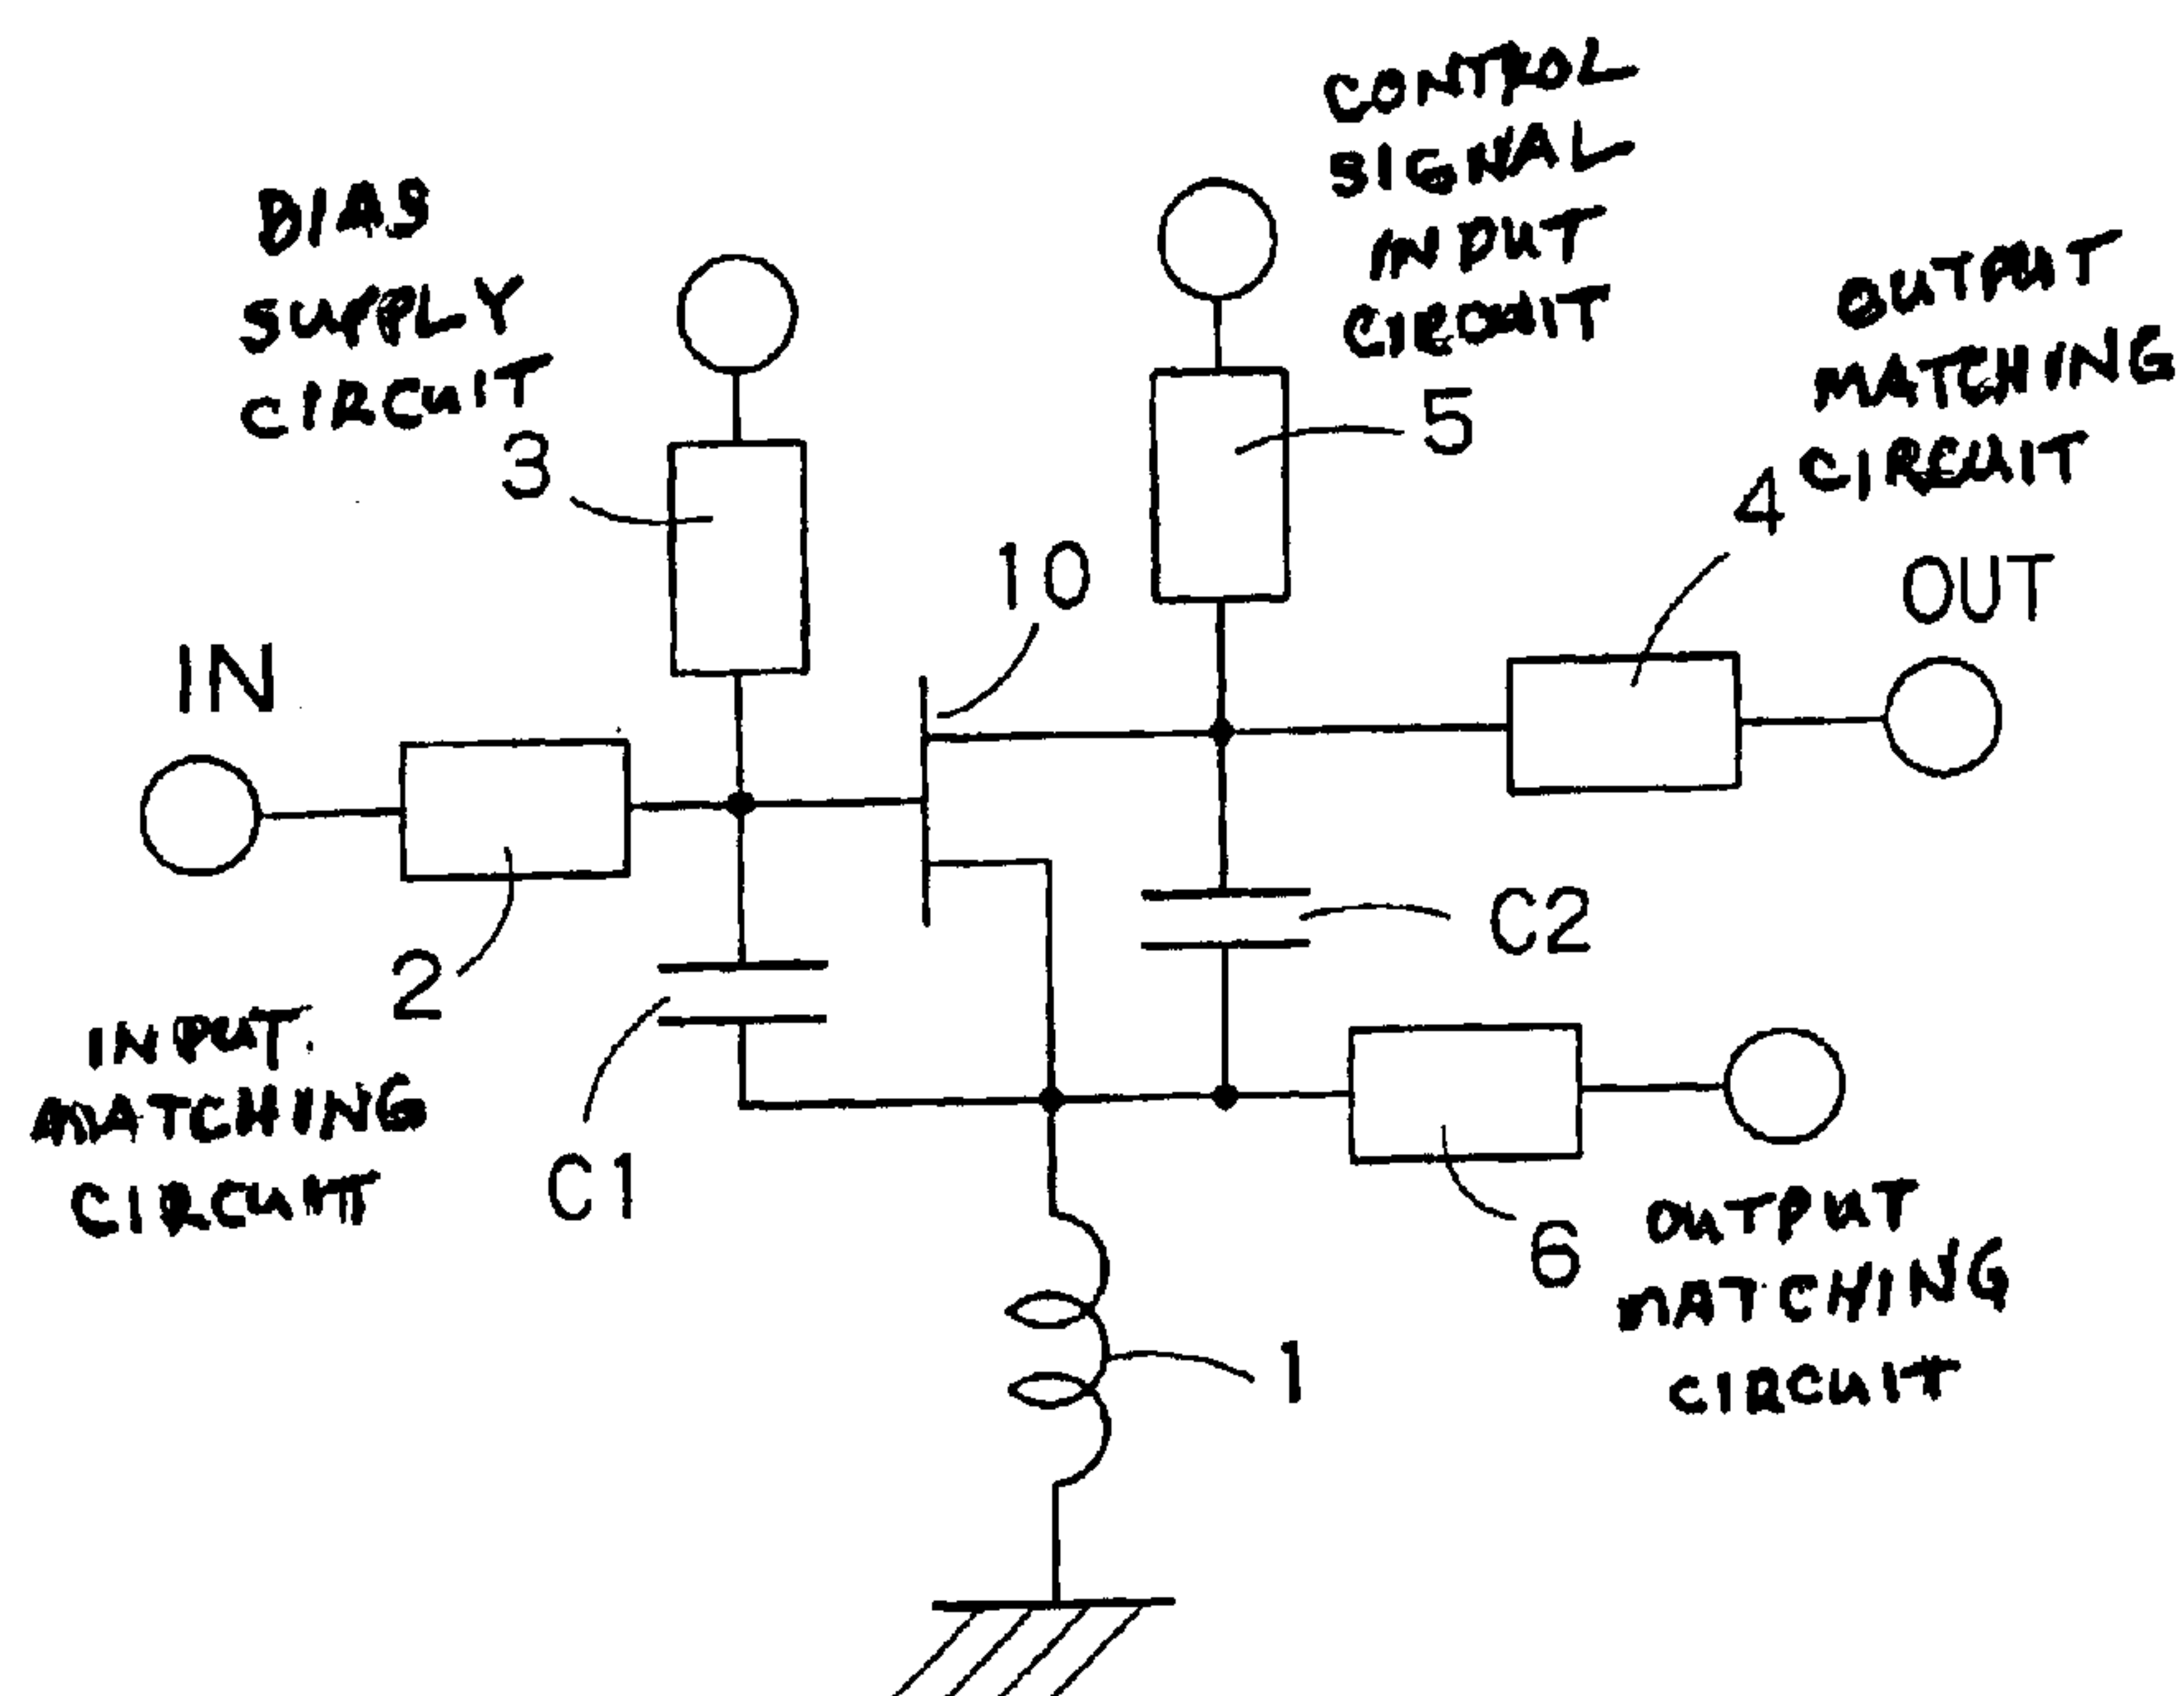 CONTROL
SIGNAL
INPUT
CIRCUIT
BIAS
SUPPLY
CIRCUIT
3
5
OUTPUT
MATCHING
CIRCUIT
4
10
OUT
IN
C2
2
INPUT
MATCHING
CIRCUIT
C1
6
OUTPUT
MATCHING
CIRCUIT
1